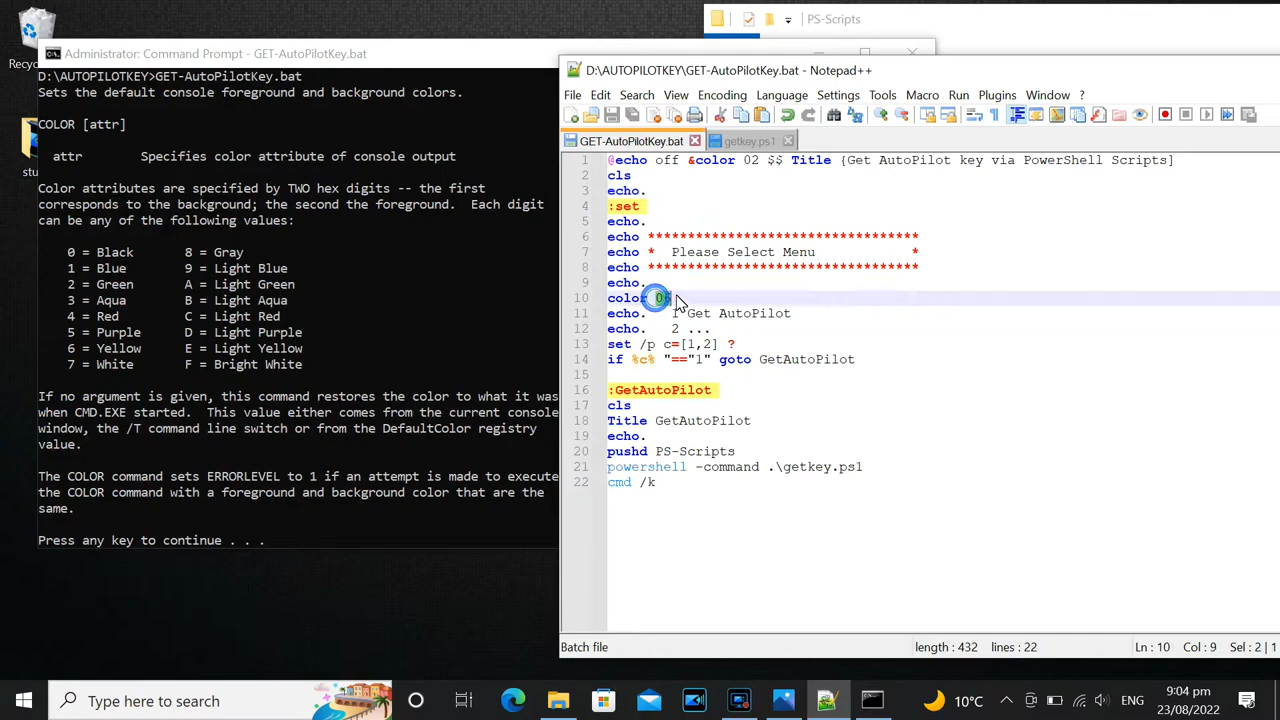 PS-Scripts
Recyc
stu
Administrator: Command Prompt - GET-AutoPilotKey.bat
D:\AUTOPILOTKEY>GET-AutoPilotKey.bat
Sets the default console foreground and background colors.
COLOR [attr]
attr        Specifies color attribute of console output
Color attributes are specified by TWO hex digits -- the first
corresponds to the background; the second the foreground.  Each digit
can be any of the following values:
0 = Black       8 = Gray
1 = Blue        9 = Light Blue
2 = Green       A = Light Green
3 = Aqua        B = Light Aqua
4 = Red         C = Light Red
5 = Purple      D = Light Purple
6 = Yellow      E = Light Yellow
7 = White       F = Bright White
If no argument is given, this command restores the color to what it was
when CMD.EXE started.  This value either comes from the current console
window, the /T command line switch or from the DefaultColor registry
value.
The COLOR command sets ERRORLEVEL to 1 if an attempt is made to execute
the COLOR command with a foreground and background color that are the
same.
Press any key to continue . . .
D:\AUTOPILOTKEY\GET-AutoPilotKey.bat - Notepad++
File Edit Search View Encoding Language Settings Tools Macro Run Plugins Window ?
GET-AutoPilotKey.bat getkey.ps1
1 @echo off &color 02 $$ Title {Get AutoPilot key via PowerShell Scripts]
2 cls
3 echo.
4 :set
5 echo.
6 echo **********************************
7 echo *  Please Select Menu            *
8 echo **********************************
9 echo.
10 color 06
11 echo.   1 Get AutoPilot
12 echo.   2 ...
13 set /p c=[1,2] ?
14 if %c% "=="1" goto GetAutoPilot
15
16 :GetAutoPilot
17 cls
18 Title GetAutoPilot
19 echo.
20 pushd PS-Scripts
21 powershell -command .\getkey.ps1
22 cmd /k
Batch file length : 432 lines : 22 Ln : 10 Col : 9 Sel : 2 | 1
Type here to search
10°C
ENG
9:04 pm
23/08/2022